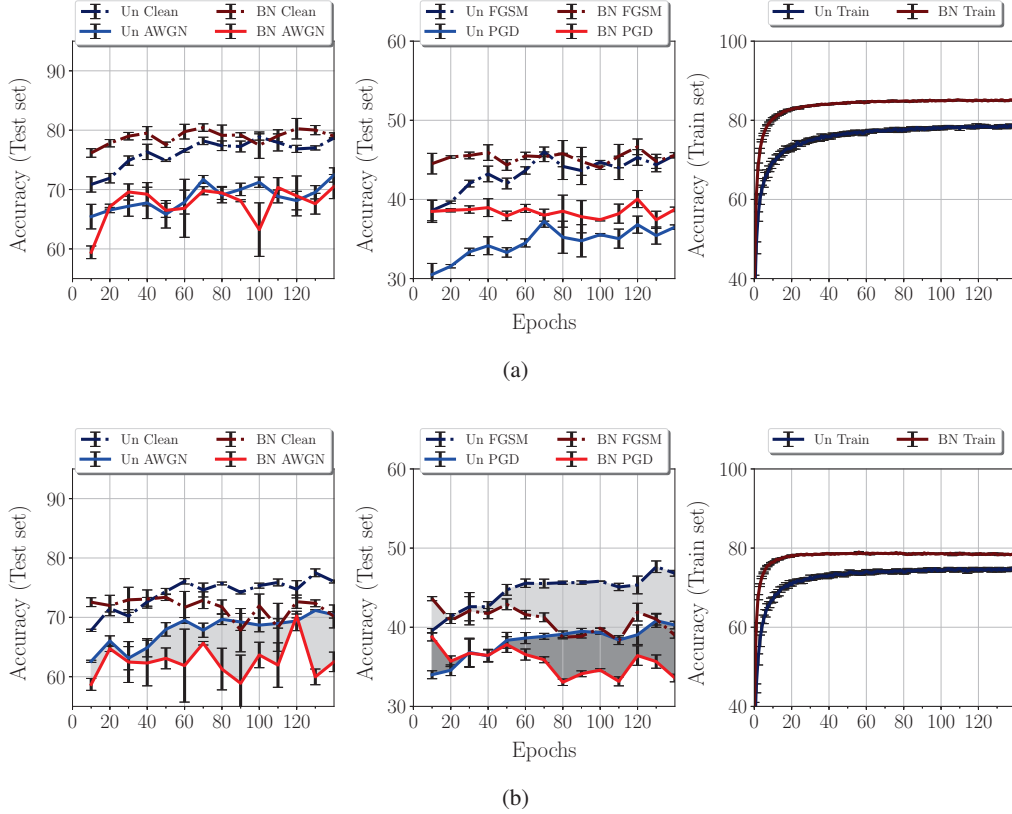 Un Clean BN Clean
Un AWGN BN AWGN
Un FGSM BN FGSM
Un PGD BN PGD
Un Train BN Train
Accuracy (Test set)
90
80
70
60
0 20 40 60 80 100 120
Accuracy (Test set)
60
50
40
30
0 20 40 60 80 100 120
Epochs
Accuracy (Train set)
100
80
60
40
0 20 40 60 80 100 120
(a)
Un Clean BN Clean
Un AWGN BN AWGN
Un FGSM BN FGSM
Un PGD BN PGD
Un Train BN Train
Accuracy (Test set)
90
80
70
60
0 20 40 60 80 100 120
Accuracy (Test set)
60
50
40
30
0 20 40 60 80 100 120
Epochs
Accuracy (Train set)
100
80
60
40
0 20 40 60 80 100 120
(b)